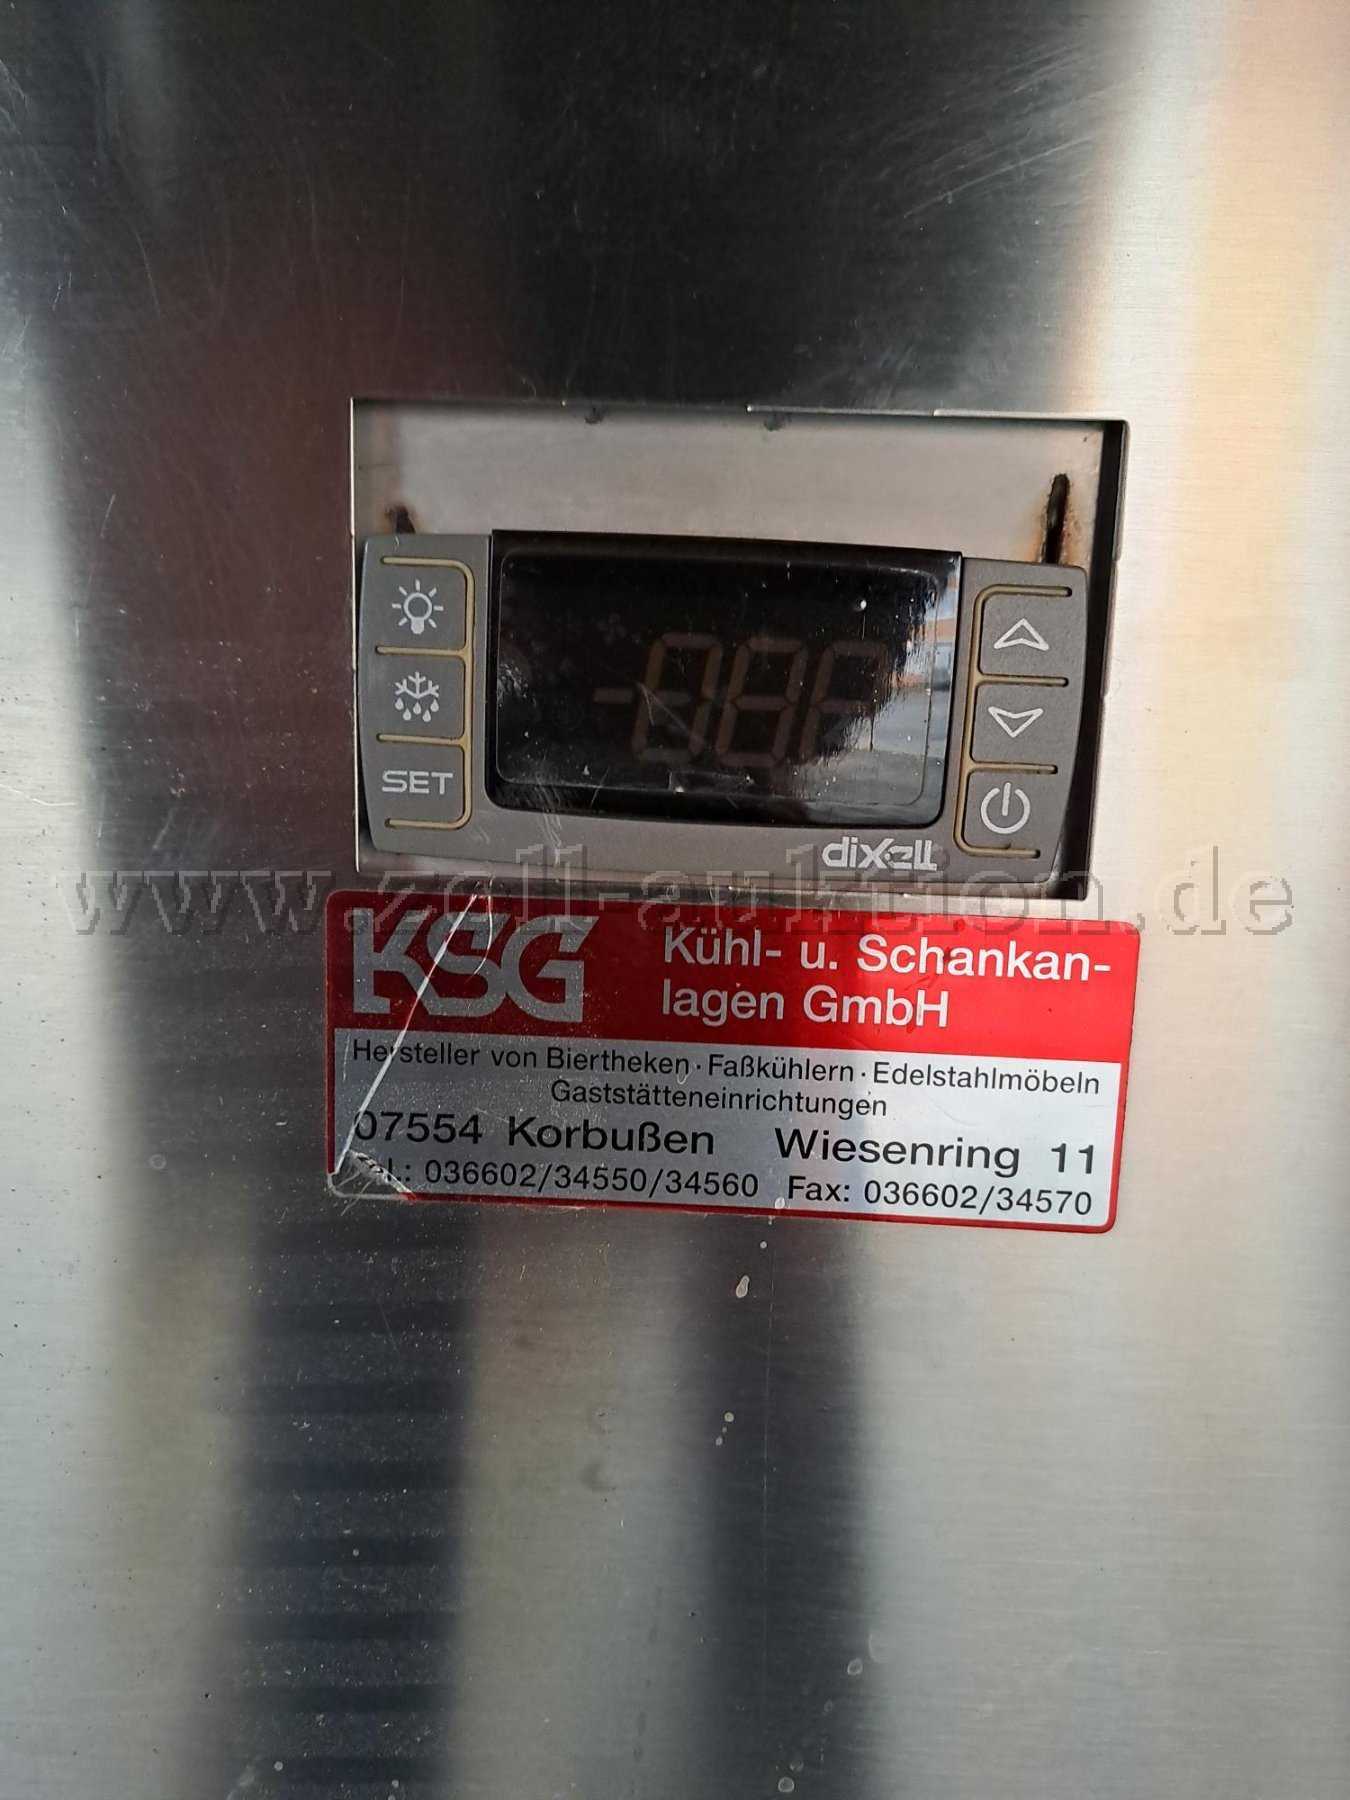 SET
dixell
www.zoll-auktion.de
KSG
Kühl- u. Schankan-
lagen GmbH
Hersteller von Biertheken · Faßkühlern · Edelstahlmöbeln
Gaststätteneinrichtungen
07554 Korbußen Wiesenring 11
Tel.: 036602/34550/34560 Fax: 036602/34570